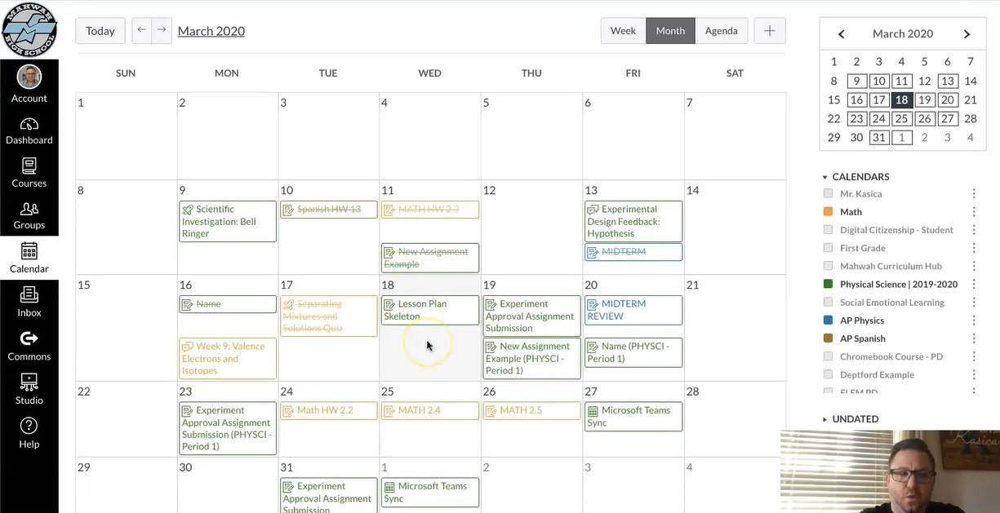 MAHWAH
HIGH SCHOOL
Account
Dashboard
Courses
Groups
Calendar
Inbox
Commons
Studio
Help
Today
← →
March 2020
Week
Month
Agenda
+
SUN MON TUE WED THU FRI SAT
1 2 3 4 5 6 7
8 9 10 11 12 13 14
Scientific
Investigation: Bell
Ringer
Spanish HW 13
MATH HW 2.3
New Assignment
Example
Experimental
Design Feedback:
Hypothesis
MIDTERM
15 16 17 18 19 20 21
Name
Week 9: Valence
Electrons and
Isotopes
Separating
Mixtures and
Solutions Quiz
Lesson Plan
Skeleton
Experiment
Approval Assignment
Submission
New Assignment
Example (PHYSCI -
Period 1)
MIDTERM
REVIEW
Name (PHYSCI -
Period 1)
22 23 24 25 26 27 28
Experiment
Approval Assignment
Submission (PHYSCI -
Period 1)
Math HW 2.2
MATH 2.4
MATH 2.5
Microsoft Teams
Sync
29 30 31 1 2 3 4
Experiment
Approval Assignment
Submission
Microsoft Teams
Sync
March 2020
1 2 3 4 5 6 7
8 9 10 11 12 13 14
15 16 17 18 19 20 21
22 23 24 25 26 27 28
29 30 31 1 2 3 4
CALENDARS
Mr. Kasica
Math
Digital Citizenship - Student
First Grade
Mahwah Curriculum Hub
Physical Science | 2019-2020
Social Emotional Learning
AP Physics
AP Spanish
Chromebook Course - PD
Deptford Example
ELEM PD
UNDATED
Kasica